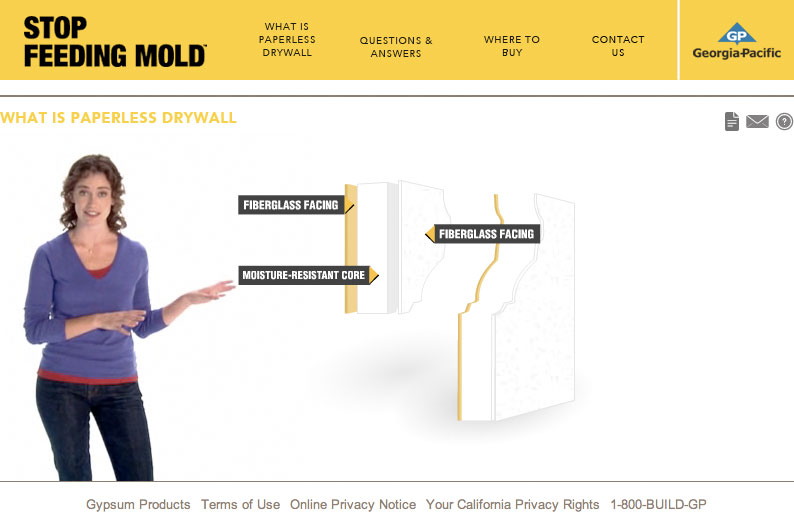 STOP
FEEDING MOLD™
WHAT IS
PAPERLESS
DRYWALL
QUESTIONS &
ANSWERS
WHERE TO
BUY
CONTACT
US
GP
Georgia-Pacific
WHAT IS PAPERLESS DRYWALL
?
FIBERGLASS FACING
FIBERGLASS FACING
MOISTURE-RESISTANT CORE
Gypsum Products Terms of Use Online Privacy Notice Your California Privacy Rights 1-800-BUILD-GP